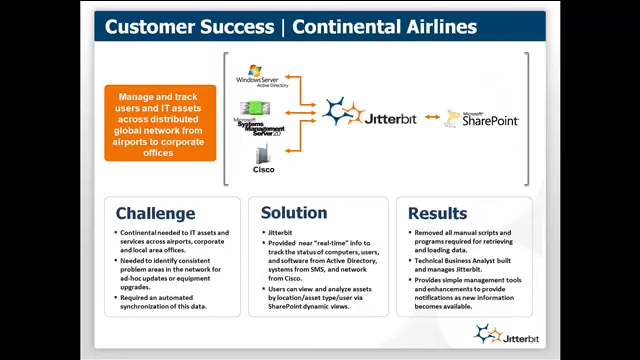 Customer Success | Continental Airlines
Manage and track
users and IT assets
across distributed
global network from
airports to corporate
offices
Windows Server
Active Directory
Microsoft
Systems Management
Server 2.0
Cisco
Jitterbit
Microsoft
SharePoint
Challenge
• Continental needed to IT assets and
services across airports, corporate
and local area offices.
• Needed to identify consistent
problem areas in the network for
ad-hoc updates or equipment
upgrades.
• Required an automated
synchronization of this data.
Solution
• Jitterbit
• Provided near "real-time" info to
track the status of computers, users,
and software from Active Directory,
systems from SMS, and network
from Cisco.
• Users can view and analyze assets
by location/asset type/user via
SharePoint dynamic views.
Results
• Removed all manual scripts and
programs required for retrieving
and loading data.
• Technical Business Analyst built
and manages Jitterbit.
• Provides simple management tools
and enhancements to provide
notifications as new information
becomes available.
Jitterbit